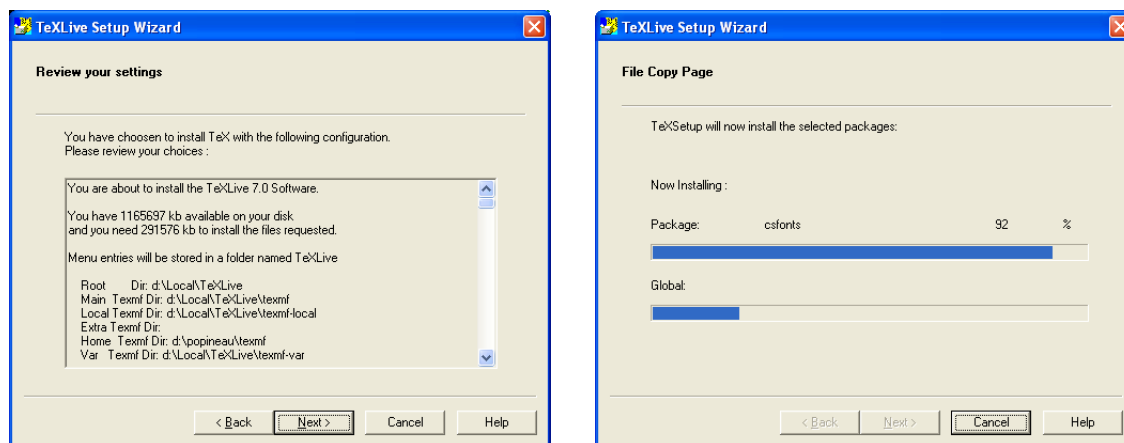 TeXLive Setup Wizard
Review your settings
You have choosen to install TeX with the following configuration.
Please review your choices :
You are about to install the TeXLive 7.0 Software.
You have 1165697 kb available on your disk
and you need 291576 kb to install the files requested.
Menu entries will be stored in a folder named TeXLive
Root Dir: d:\Local\TeXLive
Main Texmf Dir: d:\Local\TeXLive\texmf
Local Texmf Dir: d:\Local\TeXLive\texmf-local
Extra Texmf Dir:
Home Texmf Dir: d:\popineau\texmf
Var Texmf Dir: d:\Local\TeXLive\texmf-var
< Back Next > Cancel Help
TeXLive Setup Wizard
File Copy Page
TeXSetup will now install the selected packages:
Now Installing :
Package: csfonts 92 %
Global:
< Back Next > Cancel Help